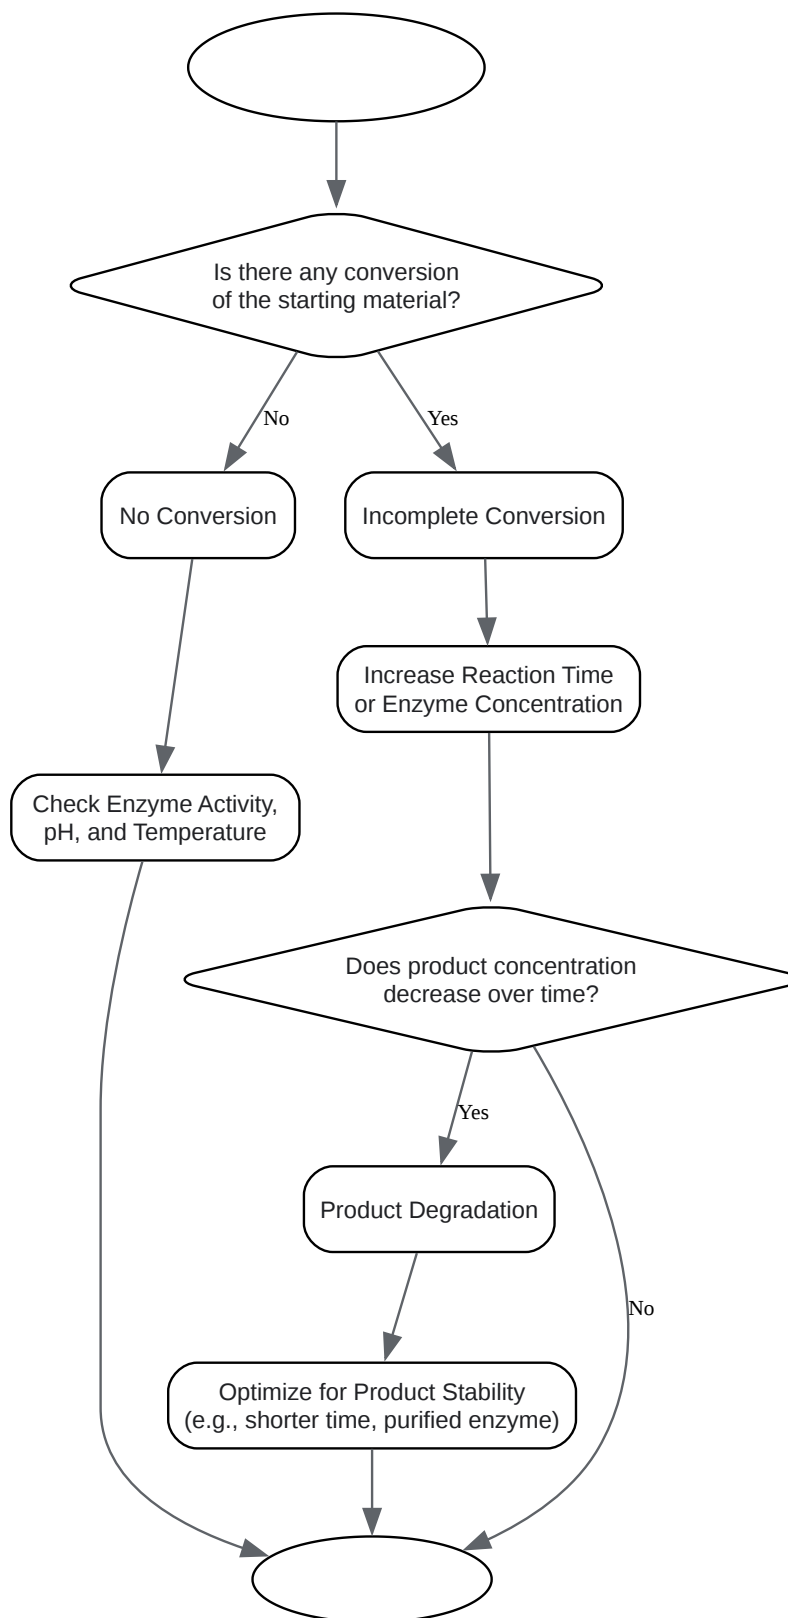 Is there any conversion
of the starting material?
No
Yes
No Conversion
Incomplete Conversion
Increase Reaction Time
or Enzyme Concentration
Check Enzyme Activity,
pH, and Temperature
Does product concentration
decrease over time?
Yes
Product Degradation
No
Optimize for Product Stability
(e.g., shorter time, purified enzyme)